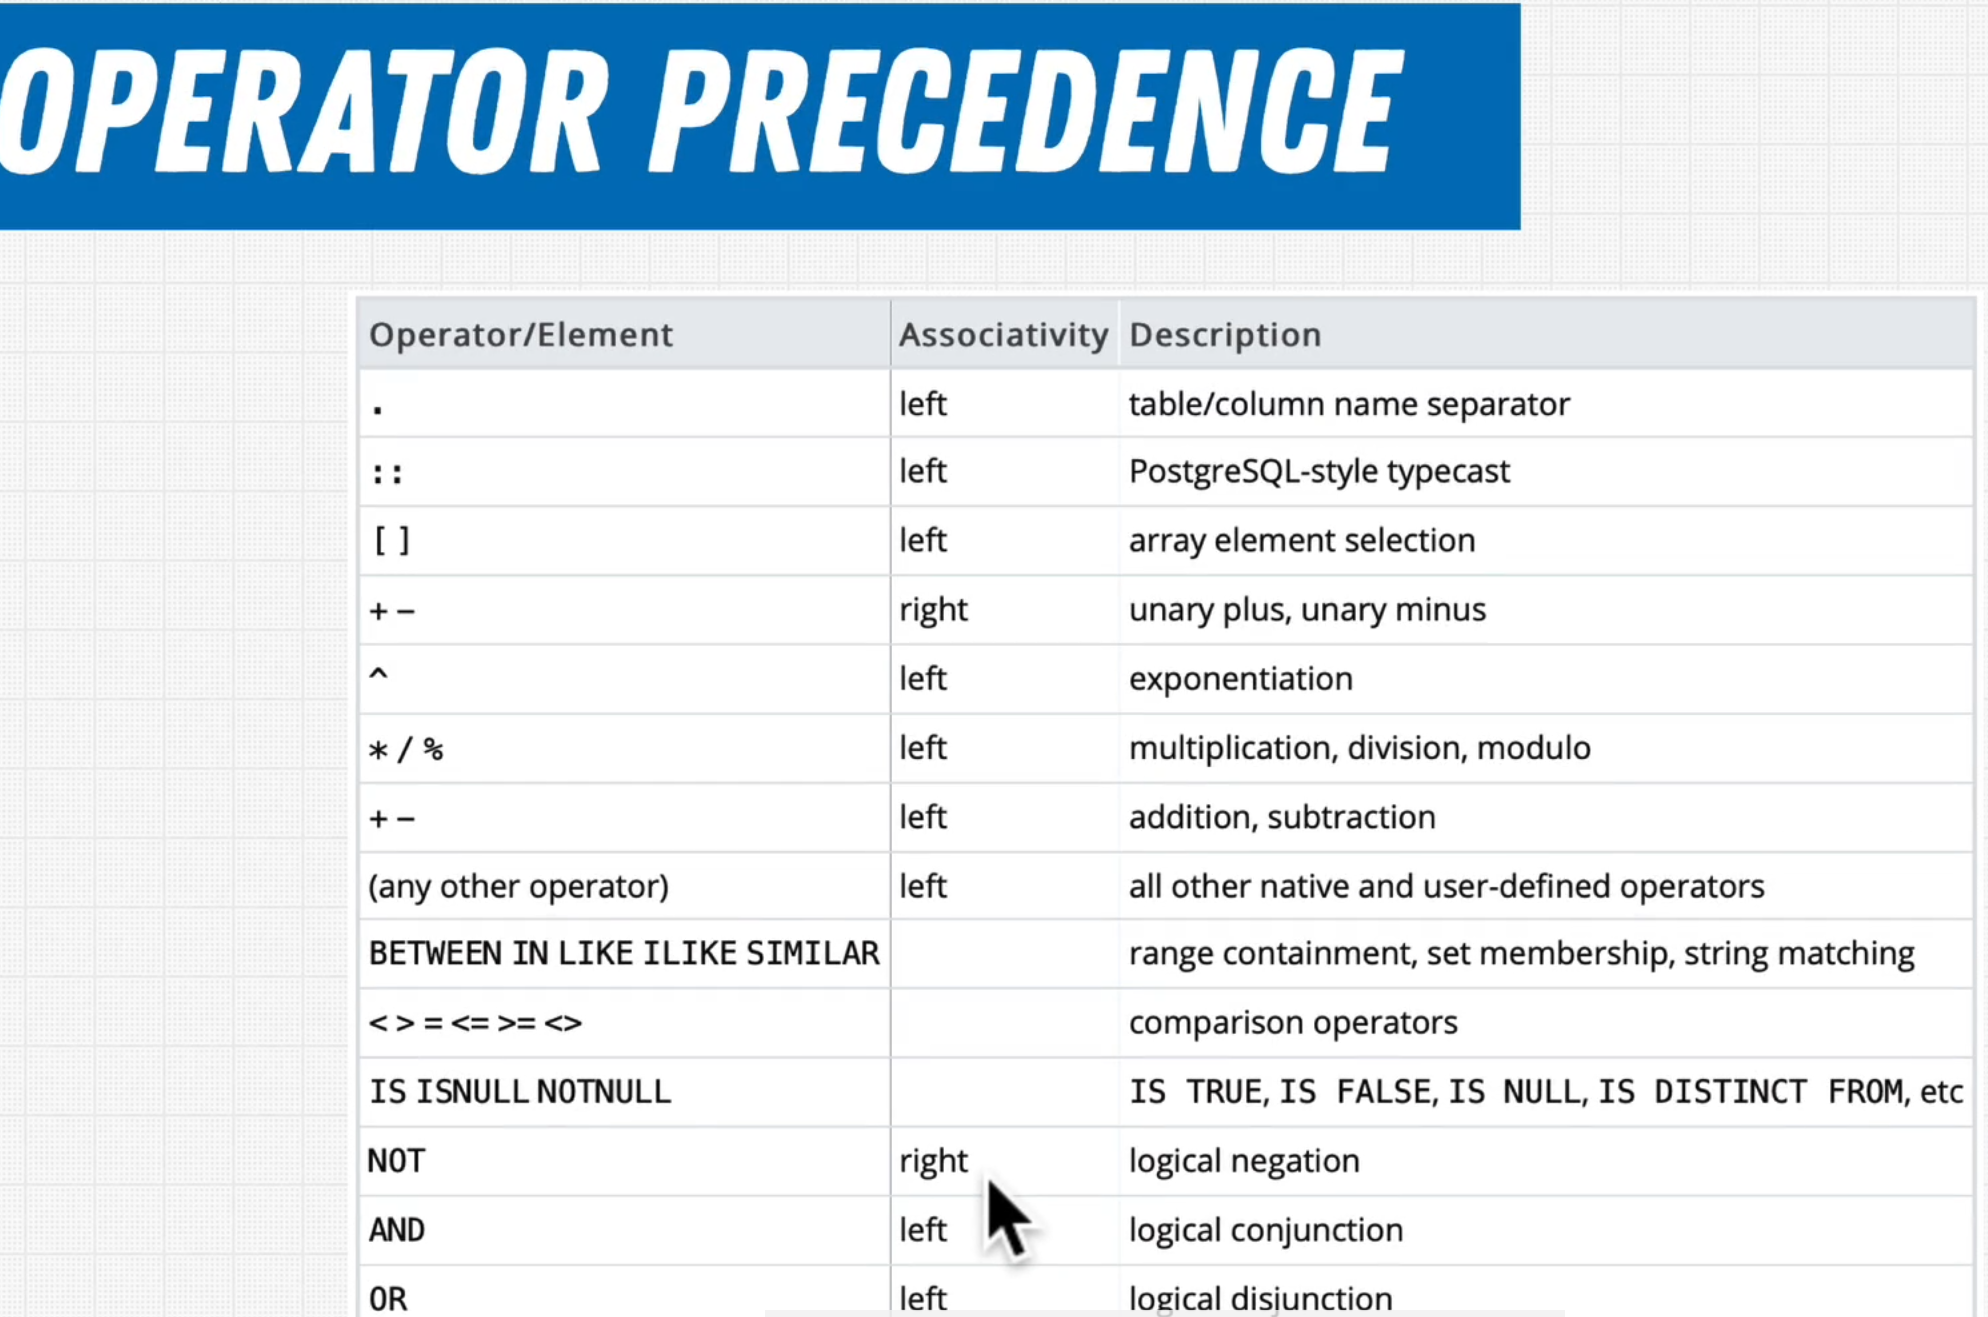 OPERATOR PRECEDENCE
Operator/Element Associativity Description
. left table/column name separator
:: left PostgreSQL-style typecast
[ ] left array element selection
+ – right unary plus, unary minus
^ left exponentiation
* / % left multiplication, division, modulo
+ – left addition, subtraction
(any other operator) left all other native and user-defined operators
BETWEEN IN LIKE ILIKE SIMILAR range containment, set membership, string matching
< > = <= >= <> comparison operators
IS ISNULL NOTNULL IS TRUE, IS FALSE, IS NULL, IS DISTINCT FROM, etc
NOT right logical negation
AND left logical conjunction
OR left logical disjunction